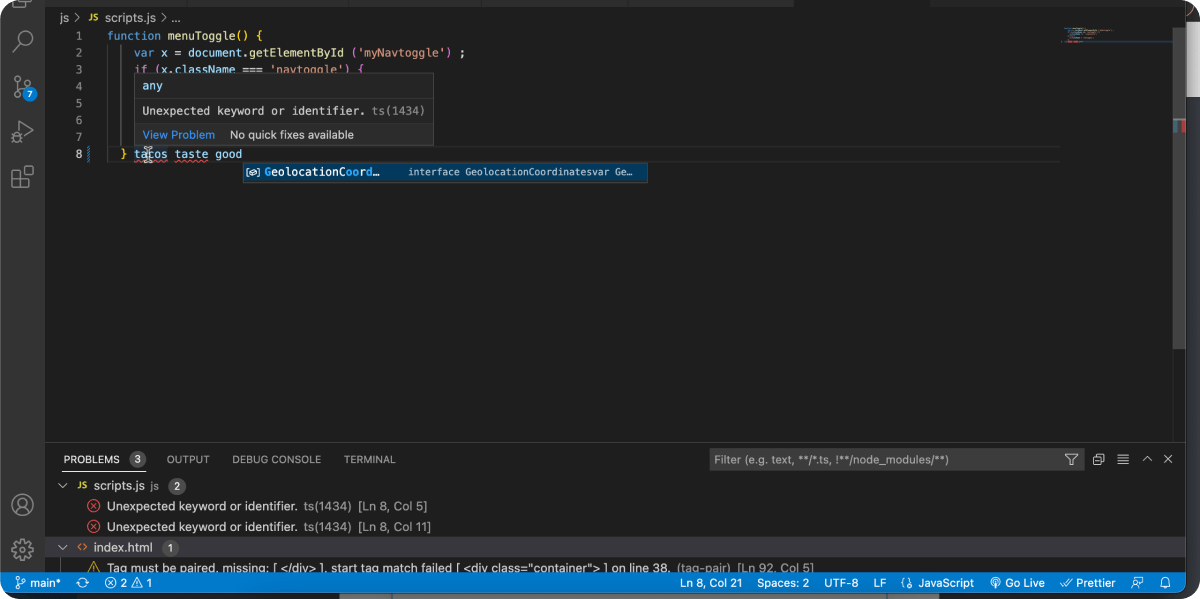 js > JS scripts.js > ...
1 function menuToggle() {
2 var x = document.getElementById ('myNavtoggle') ;
3 if (x.className === 'navtoggle') {
4 any
5 Unexpected keyword or identifier. ts(1434)
6
7 View Problem No quick fixes available
8 } tacos taste good
GeolocationCoord… interface GeolocationCoordinatesvar Ge…
7
PROBLEMS 3 OUTPUT DEBUG CONSOLE TERMINAL Filter (e.g. text, **/*.ts, !**/node_modules/**)
JS scripts.js js 2
Unexpected keyword or identifier. ts(1434) [Ln 8, Col 5]
Unexpected keyword or identifier. ts(1434) [Ln 8, Col 11]
<> index.html 1
Tag must be paired, missing: [ </div> ], start tag match failed [ <div class="container"> ] on line 38. (tag-pair) [Ln 92, Col 5]
main* 2 1 Ln 8, Col 21 Spaces: 2 UTF-8 LF {} JavaScript Go Live Prettier